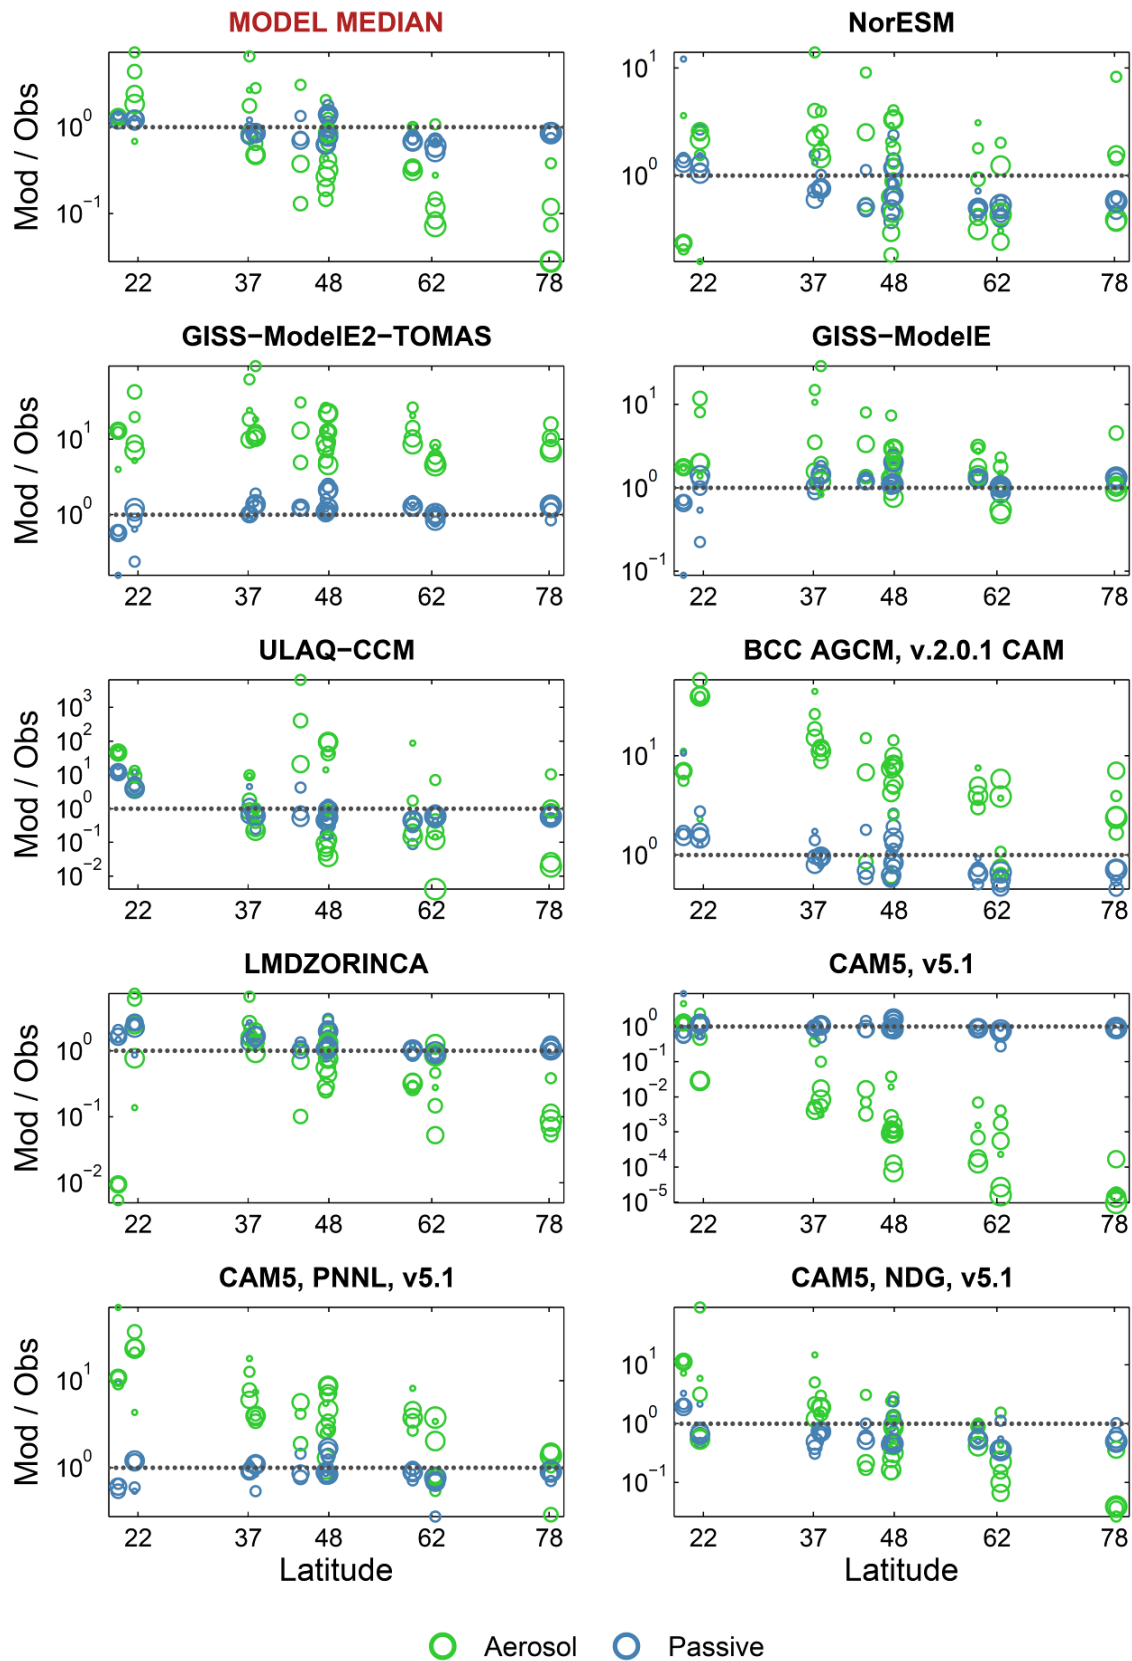 MODEL MEDIAN
NorESM
Mod / Obs
10^0
10^-1
22 37 48 62 78
10^1
10^0
22 37 48 62 78
GISS−ModelE2−TOMAS
GISS−ModelE
Mod / Obs
10^1
10^0
22 37 48 62 78
10^1
10^0
10^-1
22 37 48 62 78
ULAQ−CCM
BCC AGCM, v.2.0.1 CAM
Mod / Obs
10^3
10^2
10^1
10^0
10^-1
10^-2
22 37 48 62 78
10^1
10^0
22 37 48 62 78
LMDZORINCA
CAM5, v5.1
Mod / Obs
10^0
10^-1
10^-2
22 37 48 62 78
10^0
10^-1
10^-2
10^-3
10^-4
10^-5
22 37 48 62 78
CAM5, PNNL, v5.1
CAM5, NDG, v5.1
Mod / Obs
10^1
10^0
22 37 48 62 78
Latitude
10^1
10^0
10^-1
22 37 48 62 78
Latitude
Aerosol Passive